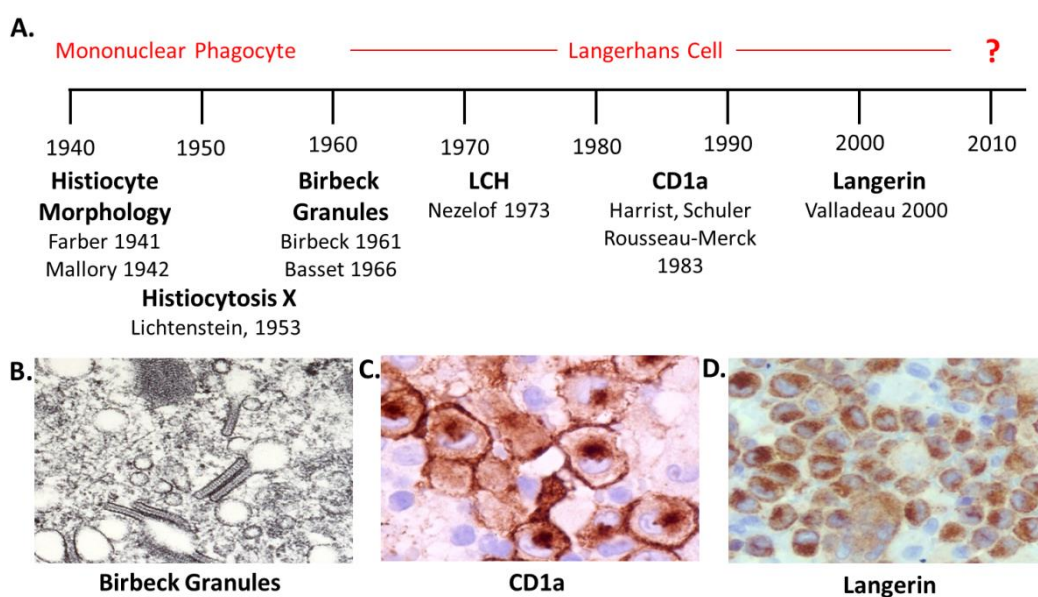 A.
Mononuclear Phagocyte Langerhans Cell ?
1940 1950 1960 1970 1980 1990 2000 2010
Histiocyte
Morphology
Farber 1941
Mallory 1942
Histiocytosis X
Lichtenstein, 1953
Birbeck
Granules
Birbeck 1961
Basset 1966
LCH
Nezelof 1973
CD1a
Harrist, Schuler
Rousseau-Merck
1983
Langerin
Valladeau 2000
B.
Birbeck Granules
C.
CD1a
D.
Langerin